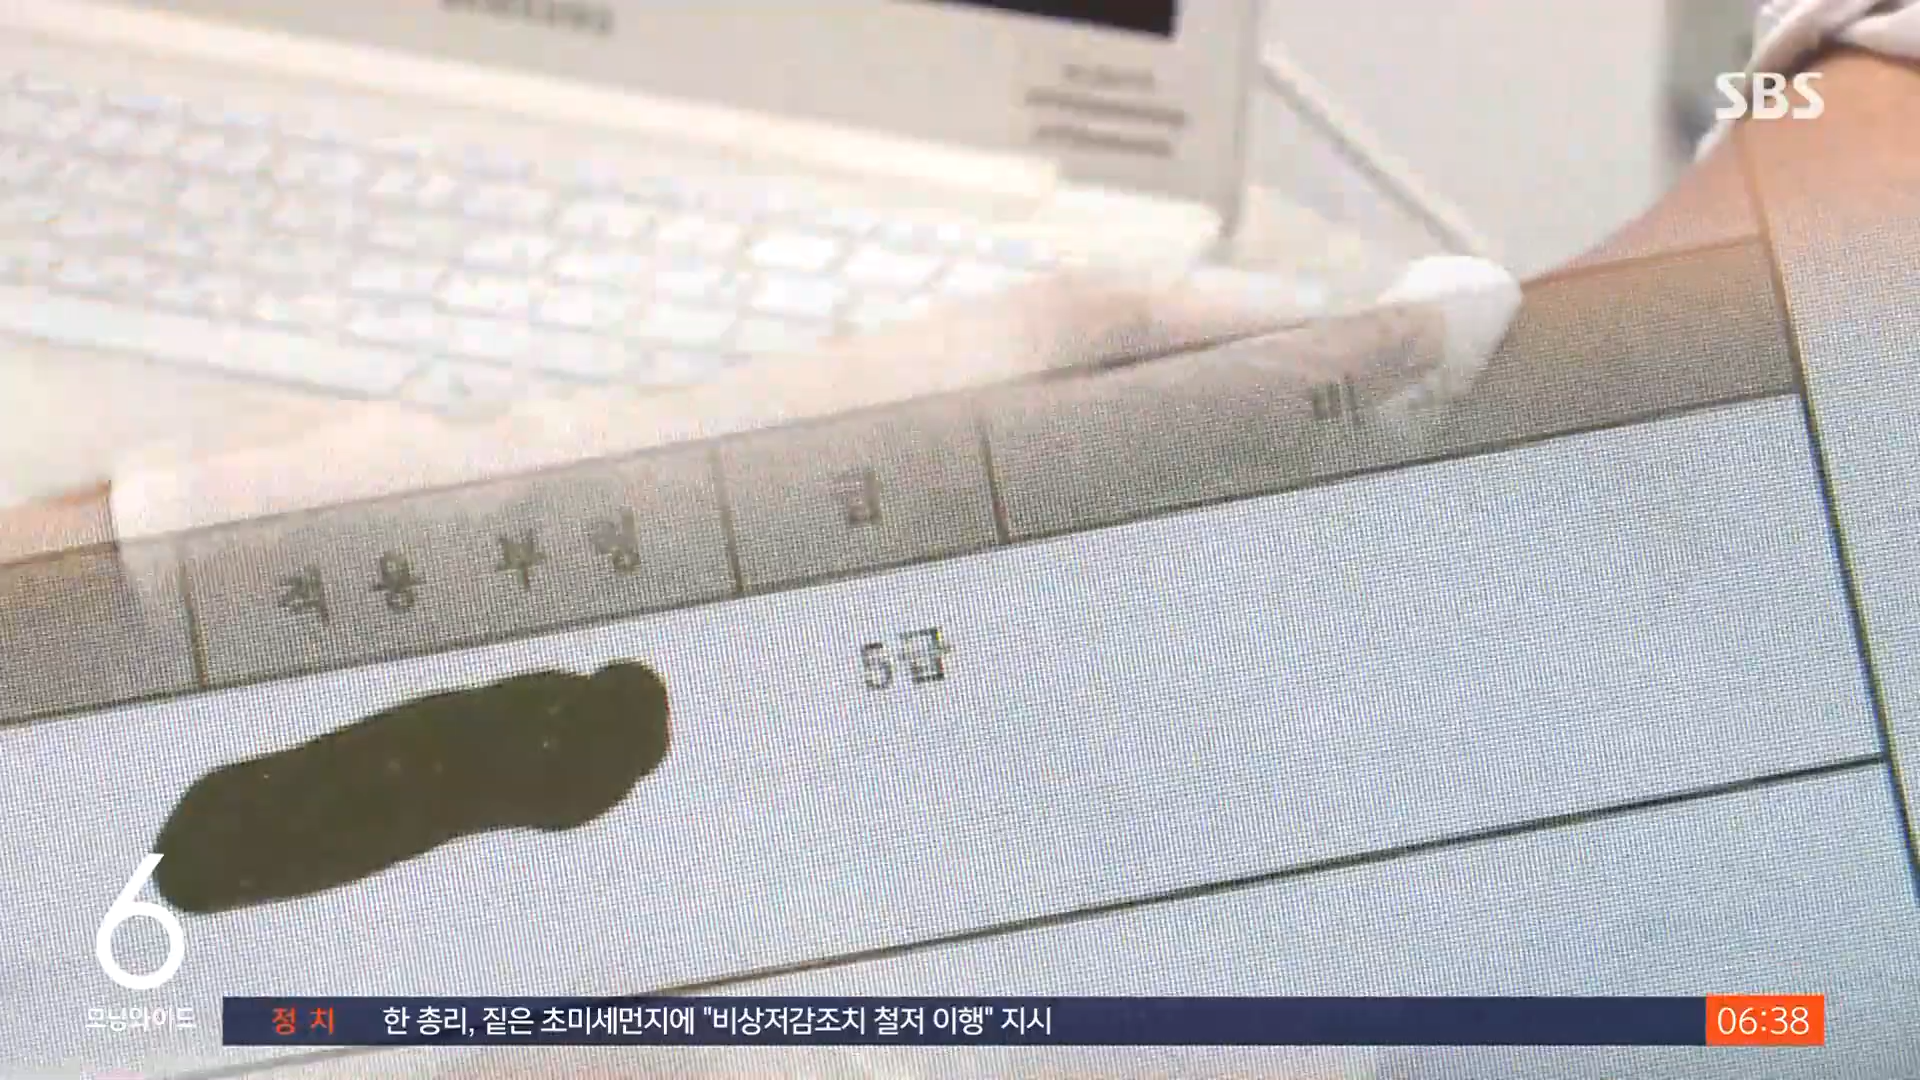 SBS
적 용 부 령
급
5급
6
모닝와이드
정 치
한 총리, 짙은 초미세먼지에 "비상저감조치 철저 이행" 지시
06:38